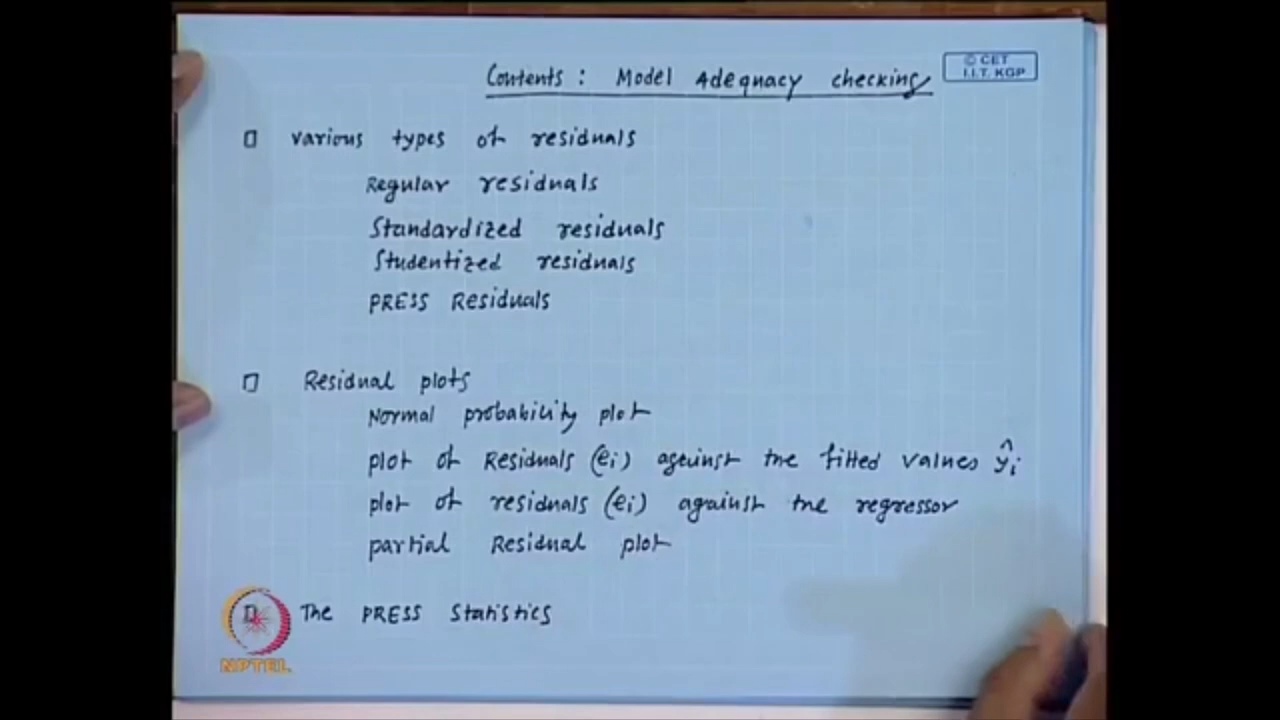 Contents : Model Adequacy checking
© CET
I.I.T. KGP
various types of residuals
Regular residuals
Standardized residuals
Studentized residuals
PRESS Residuals
Residual plots
Normal probability plot
plot of Residuals (eᵢ) against the fitted values ŷᵢ
plot of residuals (eᵢ) against the regressor
partial Residual plot
The PRESS Statistics
NPTEL